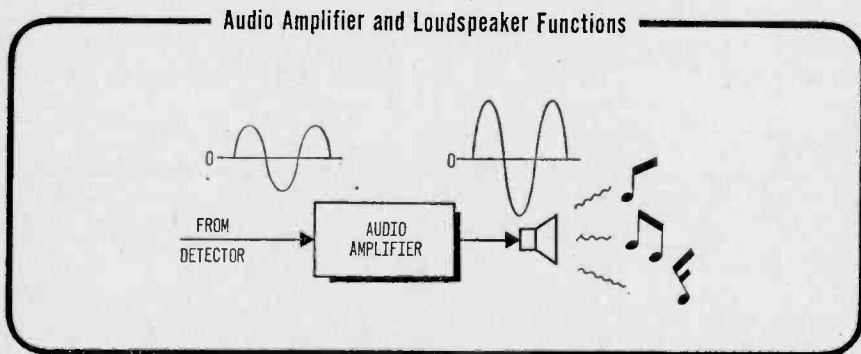 Audio Amplifier and Loudspeaker Functions
0
0
FROM
DETECTOR
AUDIO
AMPLIFIER